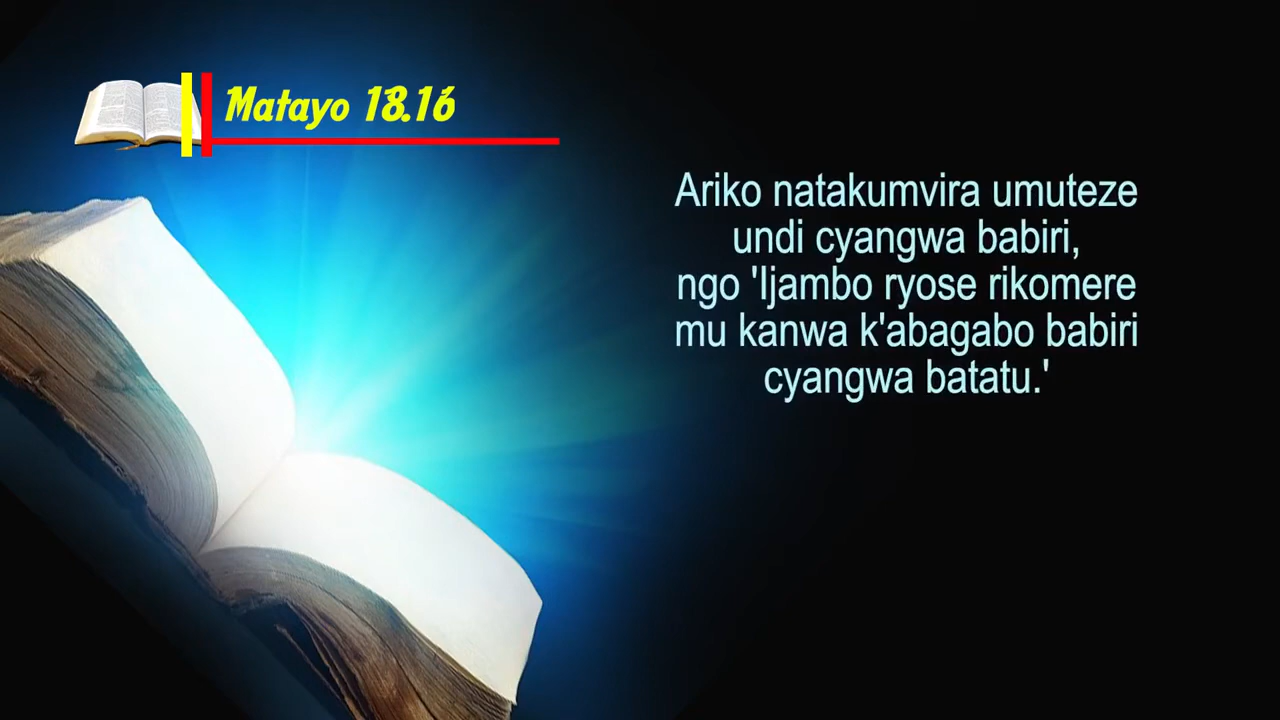 Matayo 18.16
Ariko natakumvira umuteze
undi cyangwa babiri,
ngo 'Ijambo ryose rikomere
mu kanwa k'abagabo babiri
cyangwa batatu.'